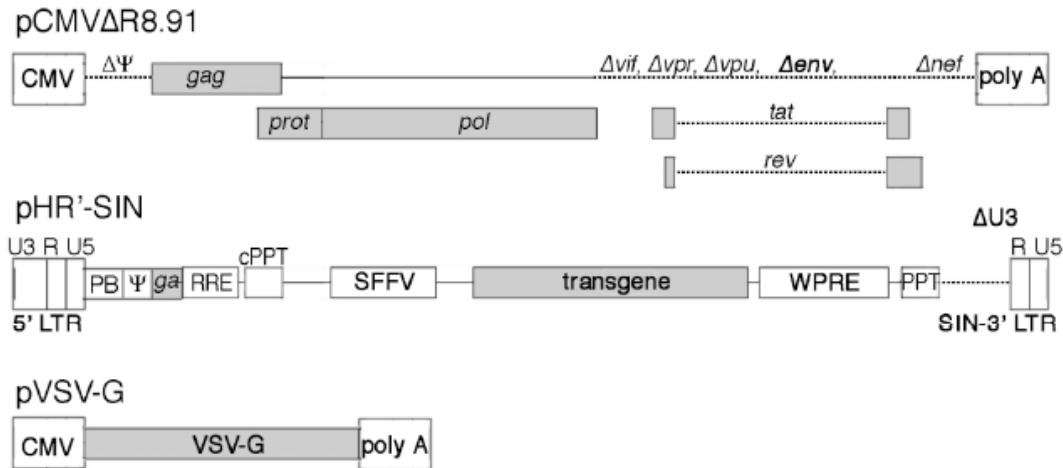 pCMVΔR8.91
CMV ΔΨ gag Δvif, Δvpr, Δvpu, Δenv, Δnef poly A
prot pol tat
rev
pHR'-SIN
ΔU3
U3 R U5 cPPT R U5
PB Ψ ga RRE SFFV transgene WPRE PPT
5' LTR SIN-3' LTR
pVSV-G
CMV VSV-G poly A